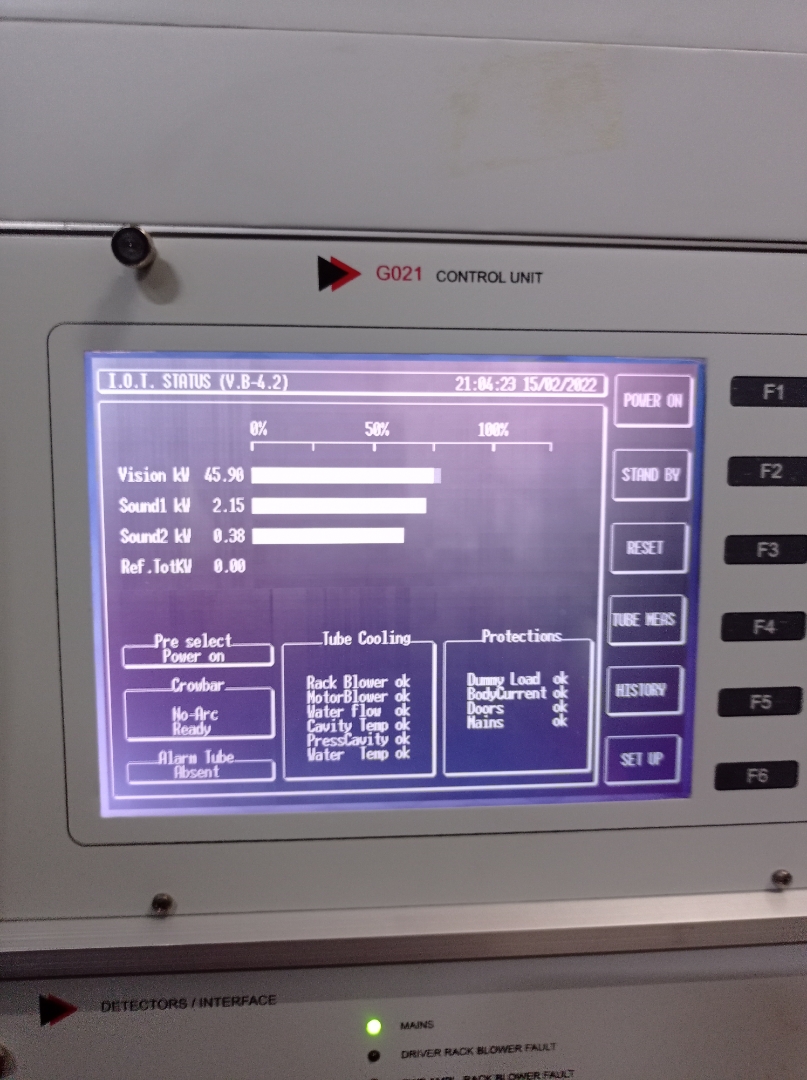 G021 CONTROL UNIT
I.O.T. STATUS (V.B-4.2) 21:04:23 15/02/2022
0% 50% 100%
Vision kW 45.90
Sound1 kW 2.15
Sound2 kW 0.38
Ref.TotKW 0.00
Pre select
Power on
Crowbar
No-Arc
Ready
Alarm Tube
Absent
Tube Cooling
Rack Blower ok
MotorBlower ok
Water flow ok
Cavity Temp ok
PressCavity ok
Water Temp ok
Protections
Dummy Load ok
BodyCurrent ok
Doors ok
Mains ok
POWER ON
STAND BY
RESET
TUBE MEAS
HISTORY
SET UP
F1
F2
F3
F4
F5
F6
DETECTORS / INTERFACE
MAINS
DRIVER RACK BLOWER FAULT
RACK BLOWER FAULT